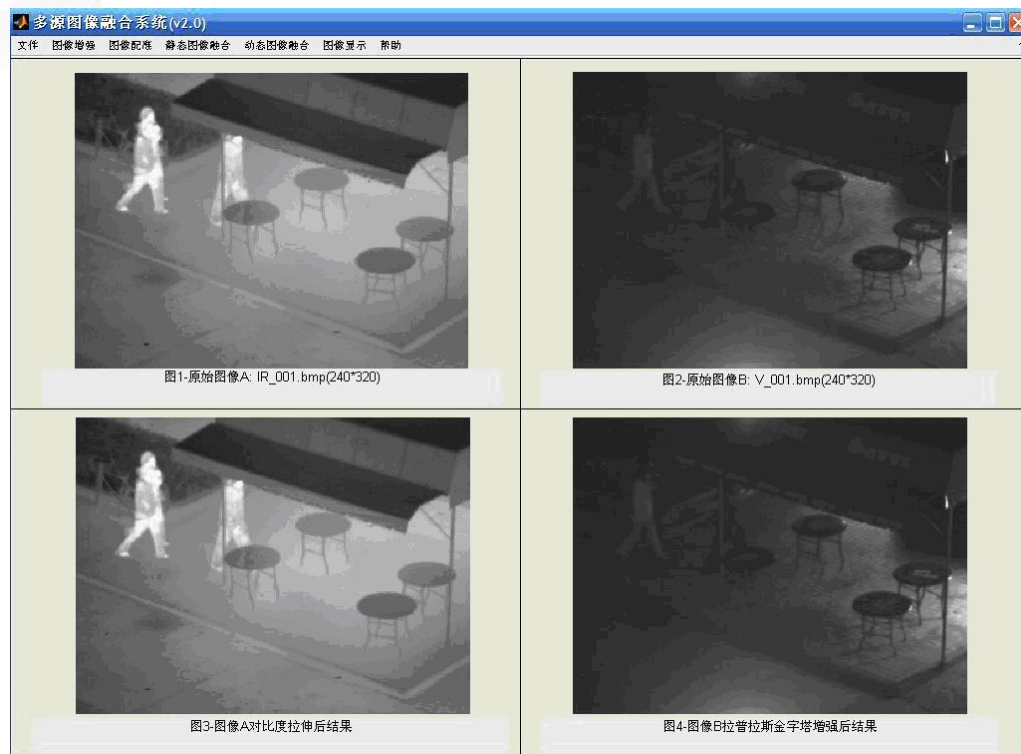 多源图像融合系统(v2.0)
文件 图像增强 图像配准 静态图像融合 动态图像融合 图像显示 帮助
图1-原始图像A: IR_001.bmp(240*320)
图2-原始图像B: V_001.bmp(240*320)
图3-图像A对比度拉伸后结果
图4-图像B拉普拉斯金字塔增强后结果